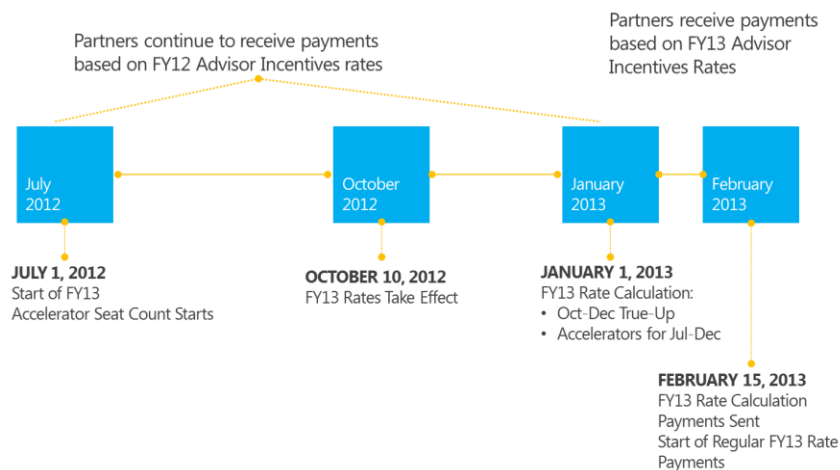 Partners continue to receive payments
based on FY12 Advisor Incentives rates
Partners receive payments
based on FY13 Advisor
Incentives Rates
July
2012
October
2012
January
2013
February
2013
JULY 1, 2012
Start of FY13
Accelerator Seat Count Starts
OCTOBER 10, 2012
FY13 Rates Take Effect
JANUARY 1, 2013
FY13 Rate Calculation:
• Oct-Dec True-Up
• Accelerators for Jul-Dec
FEBRUARY 15, 2013
FY13 Rate Calculation
Payments Sent
Start of Regular FY13 Rate
Payments